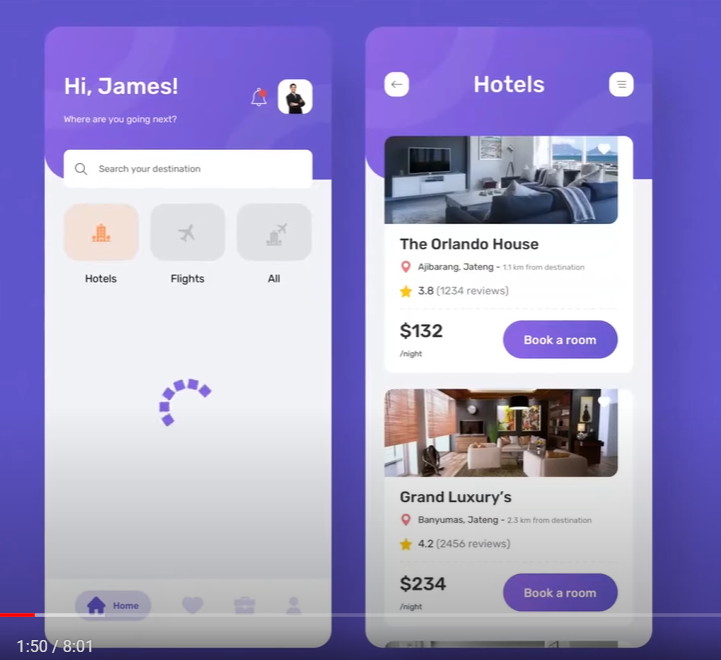 Hi, James!
Where are you going next?
Search your destination
Hotels
Flights
All
Home
Hotels
The Orlando House
Ajibarang, Jateng - 1.1 km from destination
3.8 (1234 reviews)
$132
/night
Book a room
Grand Luxury's
Banyumas, Jateng - 2.3 km from destination
4.2 (2456 reviews)
$234
/night
Book a room
1:50 / 8:01